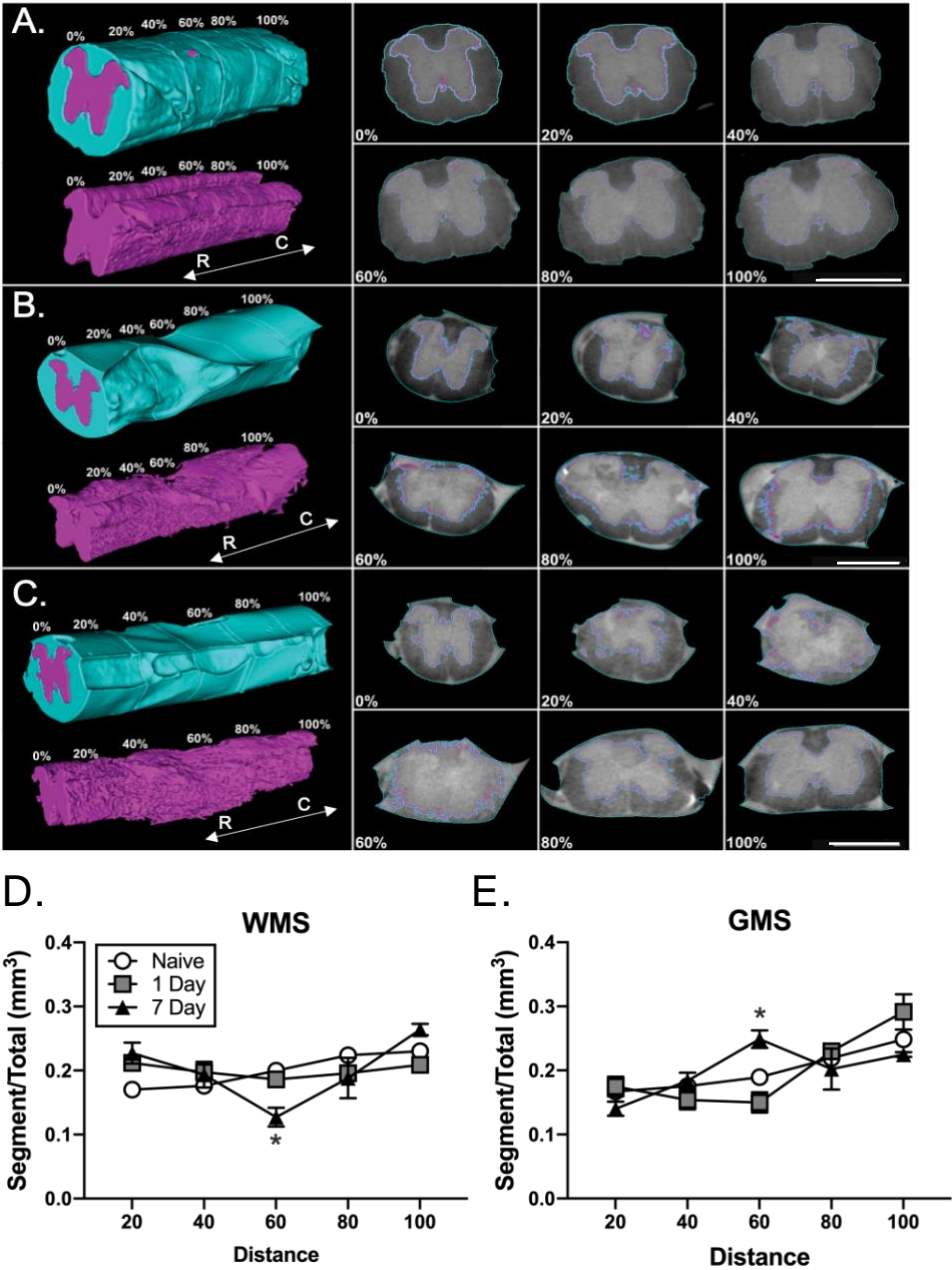 A.
0% 20% 40% 60% 80% 100%
0% 20% 40% 60% 80% 100%
R C
0% 20% 40%
60% 80% 100%
B.
0% 20% 40% 60% 80% 100%
0% 20% 40% 60% 80% 100%
R C
0% 20% 40%
60% 80% 100%
C.
0% 20% 40% 60% 80% 100%
0% 20% 40% 60% 80% 100%
R C
0% 20% 40%
60% 80% 100%
D.
WMS
Segment/Total (mm³)
0.4
0.3
0.2
0.1
0.0
Naive
1 Day
7 Day
*
20 40 60 80 100
Distance
E.
GMS
Segment/Total (mm³)
0.4
0.3
0.2
0.1
0.0
*
20 40 60 80 100
Distance